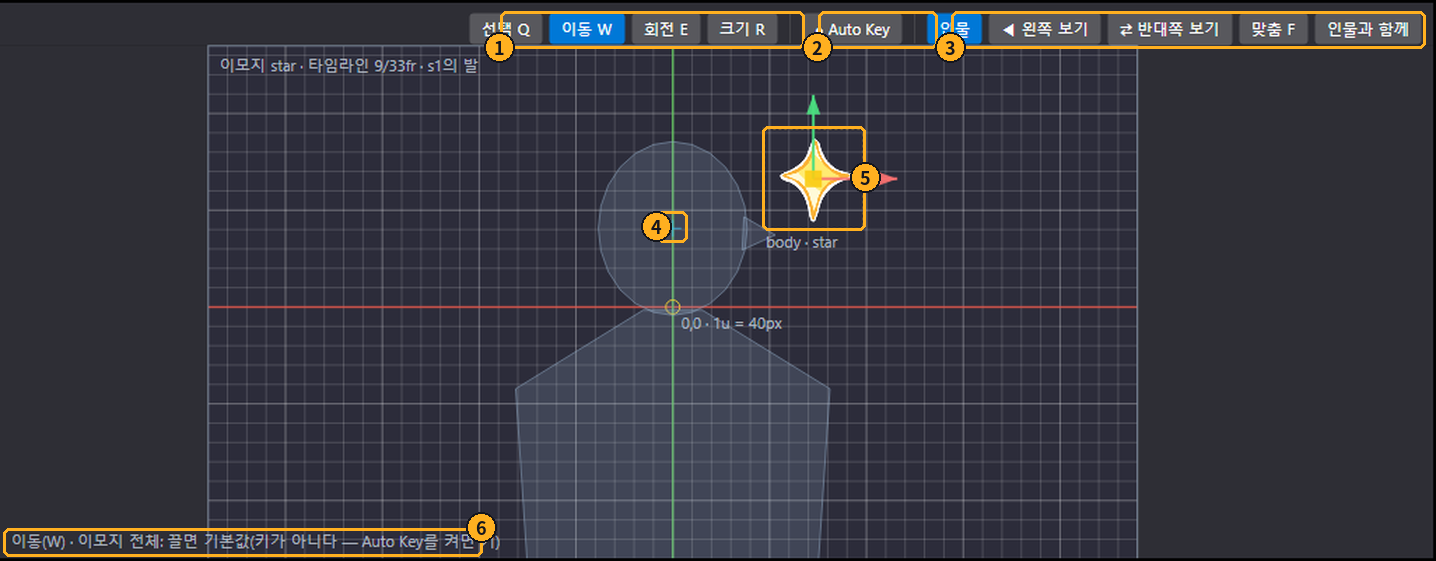 선택 Q 이동 W 회전 E 크기 R Auto Key 인물 ◀ 왼쪽 보기 ⇄ 반대쪽 보기 맞춤 F 인물과 함께
1 2 3
이모지 star · 타임라인 9/33fr · s1의 발
5
4
body · star
0,0 · 1u = 40px
6
이동(W) · 이모지 전체: 끌면 기본값(키가 아니다 — Auto Key를 켜면